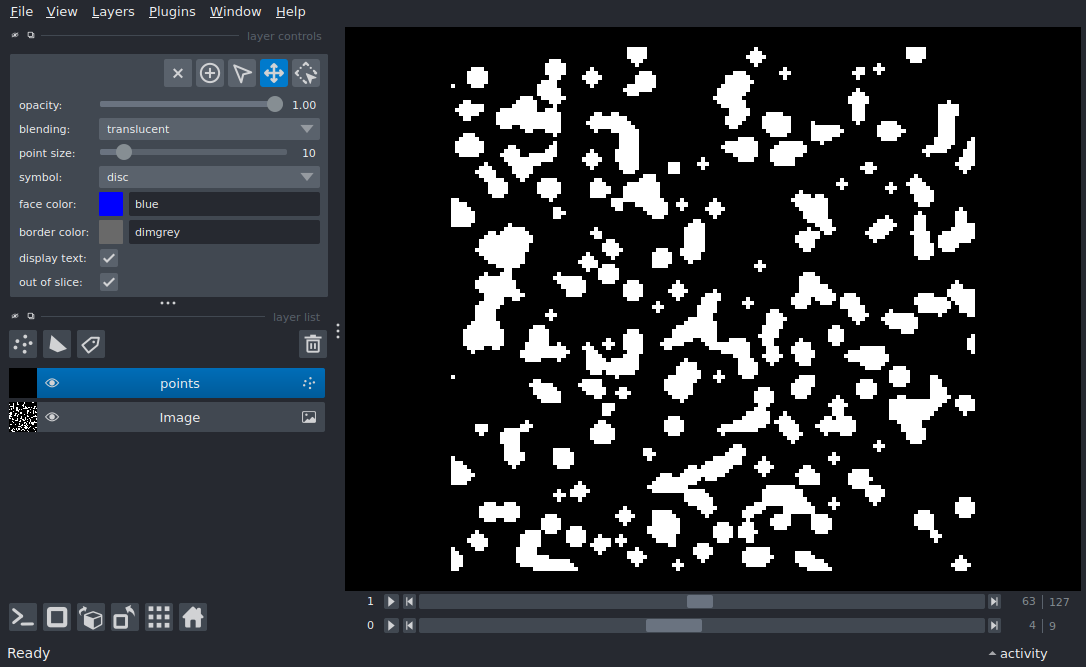 File View Layers Plugins Window Help
layer controls
opacity: 1.00
blending: translucent
point size: 10
symbol: disc
face color: blue
border color: dimgrey
display text:
out of slice:
layer list
points
Image
1 63 | 127
0 4 | 9
Ready activity